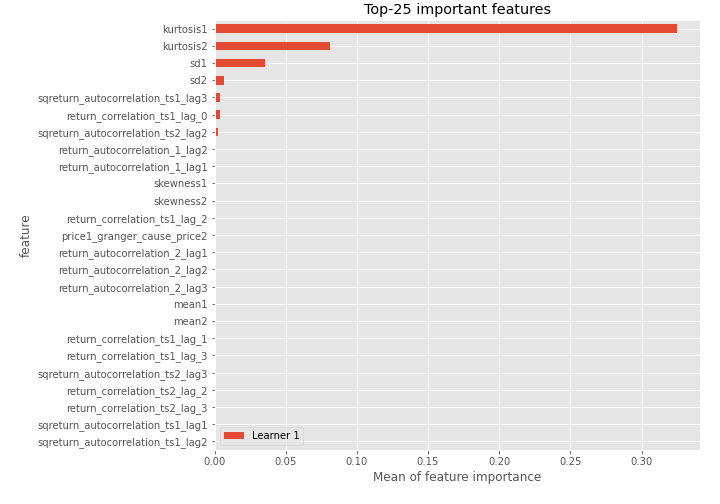 Top-25 important features
kurtosis1
kurtosis2
sd1
sd2
sqreturn_autocorrelation_ts1_lag3
return_correlation_ts1_lag_0
sqreturn_autocorrelation_ts2_lag2
return_autocorrelation_1_lag2
return_autocorrelation_1_lag1
skewness1
skewness2
return_correlation_ts1_lag_2
price1_granger_cause_price2
return_autocorrelation_2_lag1
return_autocorrelation_2_lag2
return_autocorrelation_2_lag3
mean1
mean2
return_correlation_ts1_lag_1
return_correlation_ts1_lag_3
sqreturn_autocorrelation_ts2_lag3
return_correlation_ts2_lag_2
return_correlation_ts2_lag_3
sqreturn_autocorrelation_ts1_lag1
sqreturn_autocorrelation_ts1_lag2
feature
Learner 1
0.00 0.05 0.10 0.15 0.20 0.25 0.30
Mean of feature importance